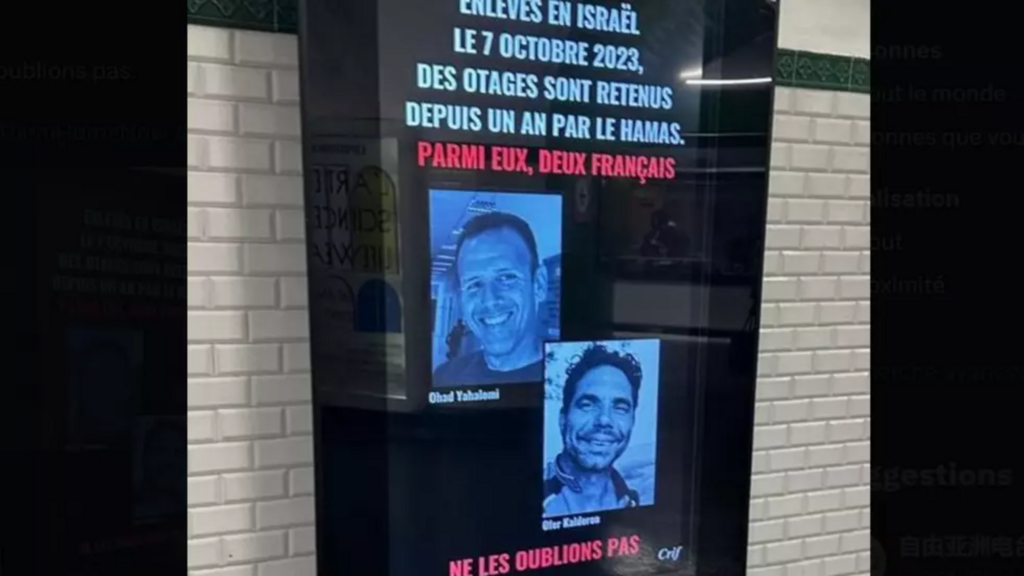 ENLEVÉS EN ISRAËL
LE 7 OCTOBRE 2023,
DES OTAGES SONT RETENUS
DEPUIS UN AN PAR LE HAMAS.
PARMI EUX, DEUX FRANÇAIS
Ohad Yahalomi
Ofer Kalderon
NE LES OUBLIONS PAS
Crif
oublions pas.
onnes
ut le monde
onnes que vou
alisation
out
oximité
ggestions
自由亚洲电台